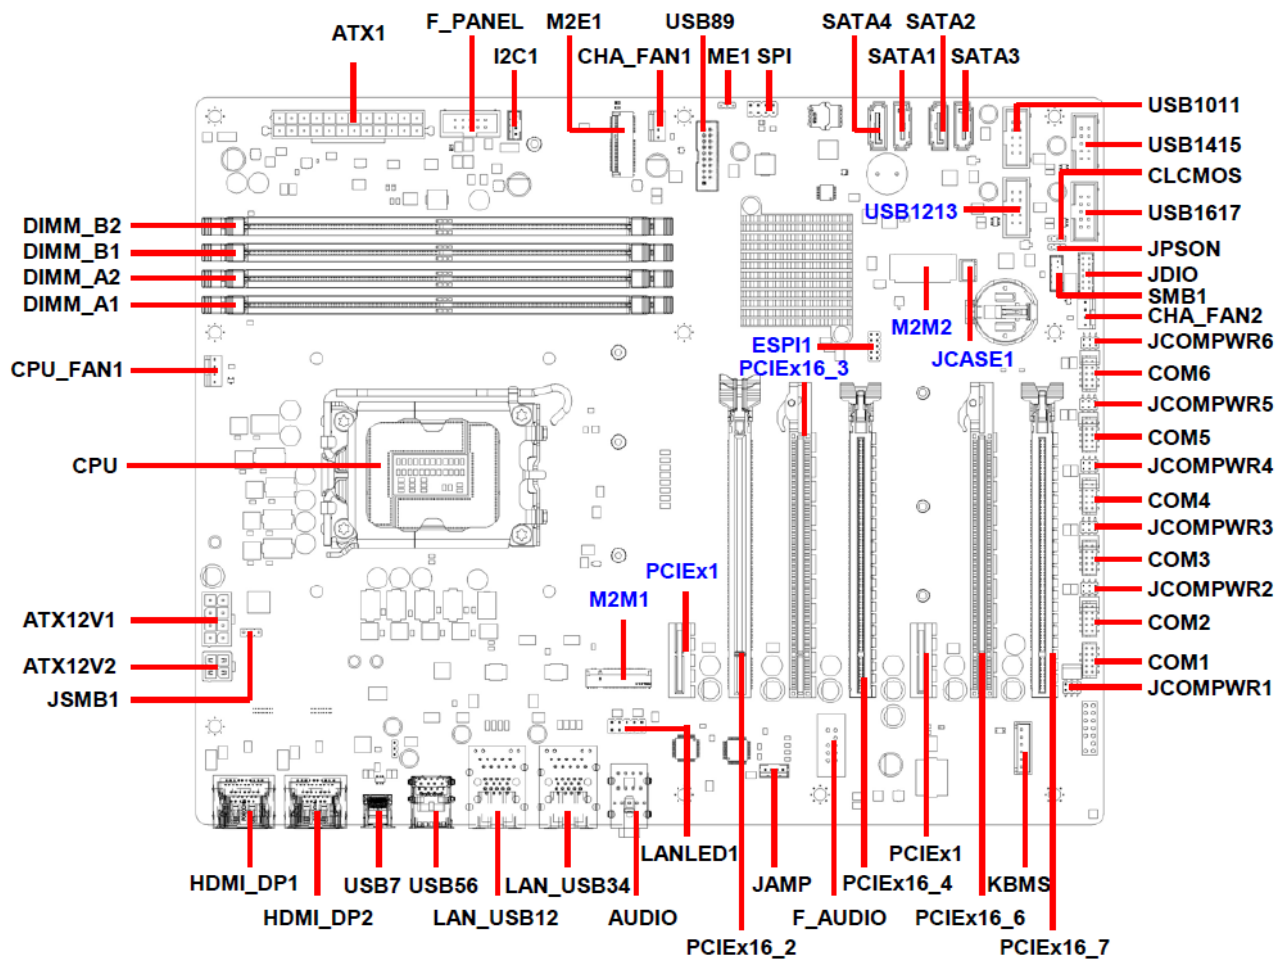 ATX1
F_PANEL
I2C1
M2E1
CHA_FAN1
USB89
ME1
SPI
SATA4
SATA2
SATA1
SATA3
USB1011
USB1415
CLCMOS
USB1213
USB1617
JPSON
JDIO
SMB1
CHA_FAN2
DIMM_B2
DIMM_B1
DIMM_A2
DIMM_A1
M2M2
JCASE1
ESPI1
PCIEx16_3
JCOMPWR6
COM6
JCOMPWR5
COM5
JCOMPWR4
COM4
JCOMPWR3
COM3
JCOMPWR2
COM2
COM1
JCOMPWR1
CPU_FAN1
CPU
PCIEx1
M2M1
ATX12V1
ATX12V2
JSMB1
HDMI_DP1
HDMI_DP2
USB7
USB56
LAN_USB12
LAN_USB34
AUDIO
LANLED1
PCIEx16_2
JAMP
F_AUDIO
PCIEx16_4
PCIEx1
PCIEx16_6
KBMS
PCIEx16_7